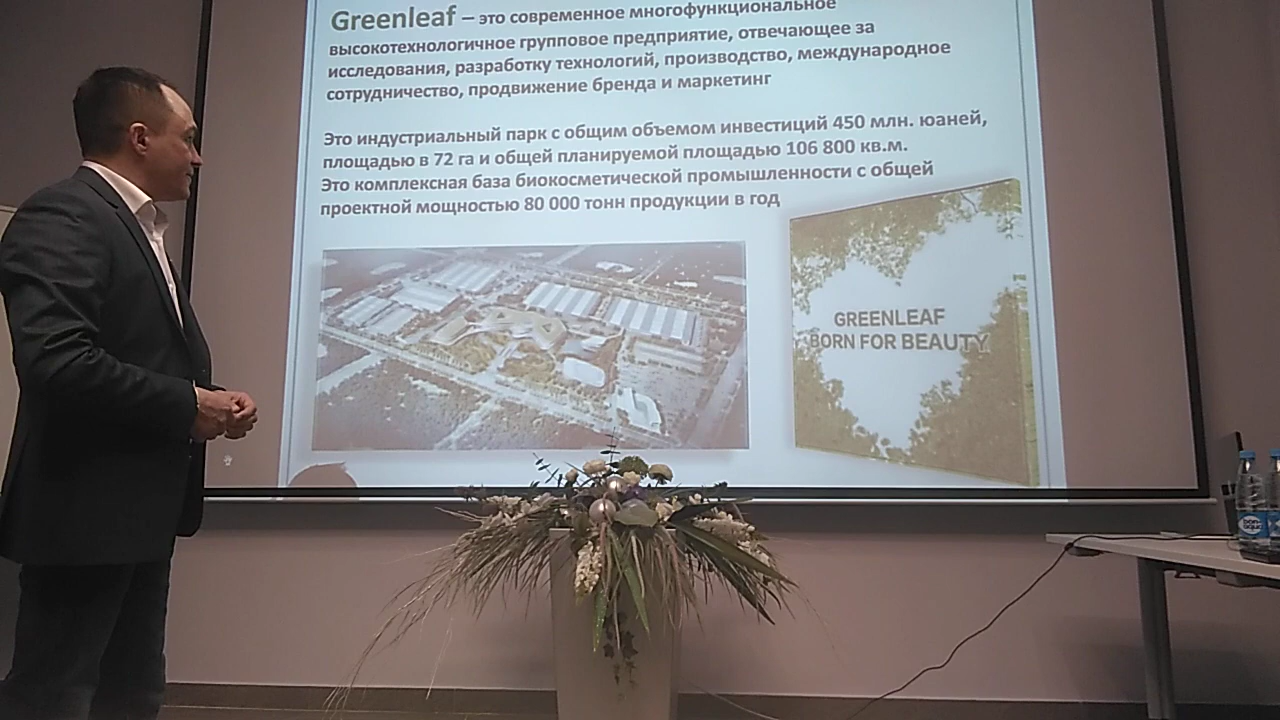 Greenleaf – это современное многофункциональное
высокотехнологичное групповое предприятие, отвечающее за
исследования, разработку технологий, производство, международное
сотрудничество, продвижение бренда и маркетинг
Это индустриальный парк с общим объемом инвестиций 450 млн. юаней,
площадью в 72 га и общей планируемой площадью 106 800 кв.м.
Это комплексная база биокосметической промышленности с общей
проектной мощностью 80 000 тонн продукции в год
GREENLEAF
BORN FOR BEAUTY